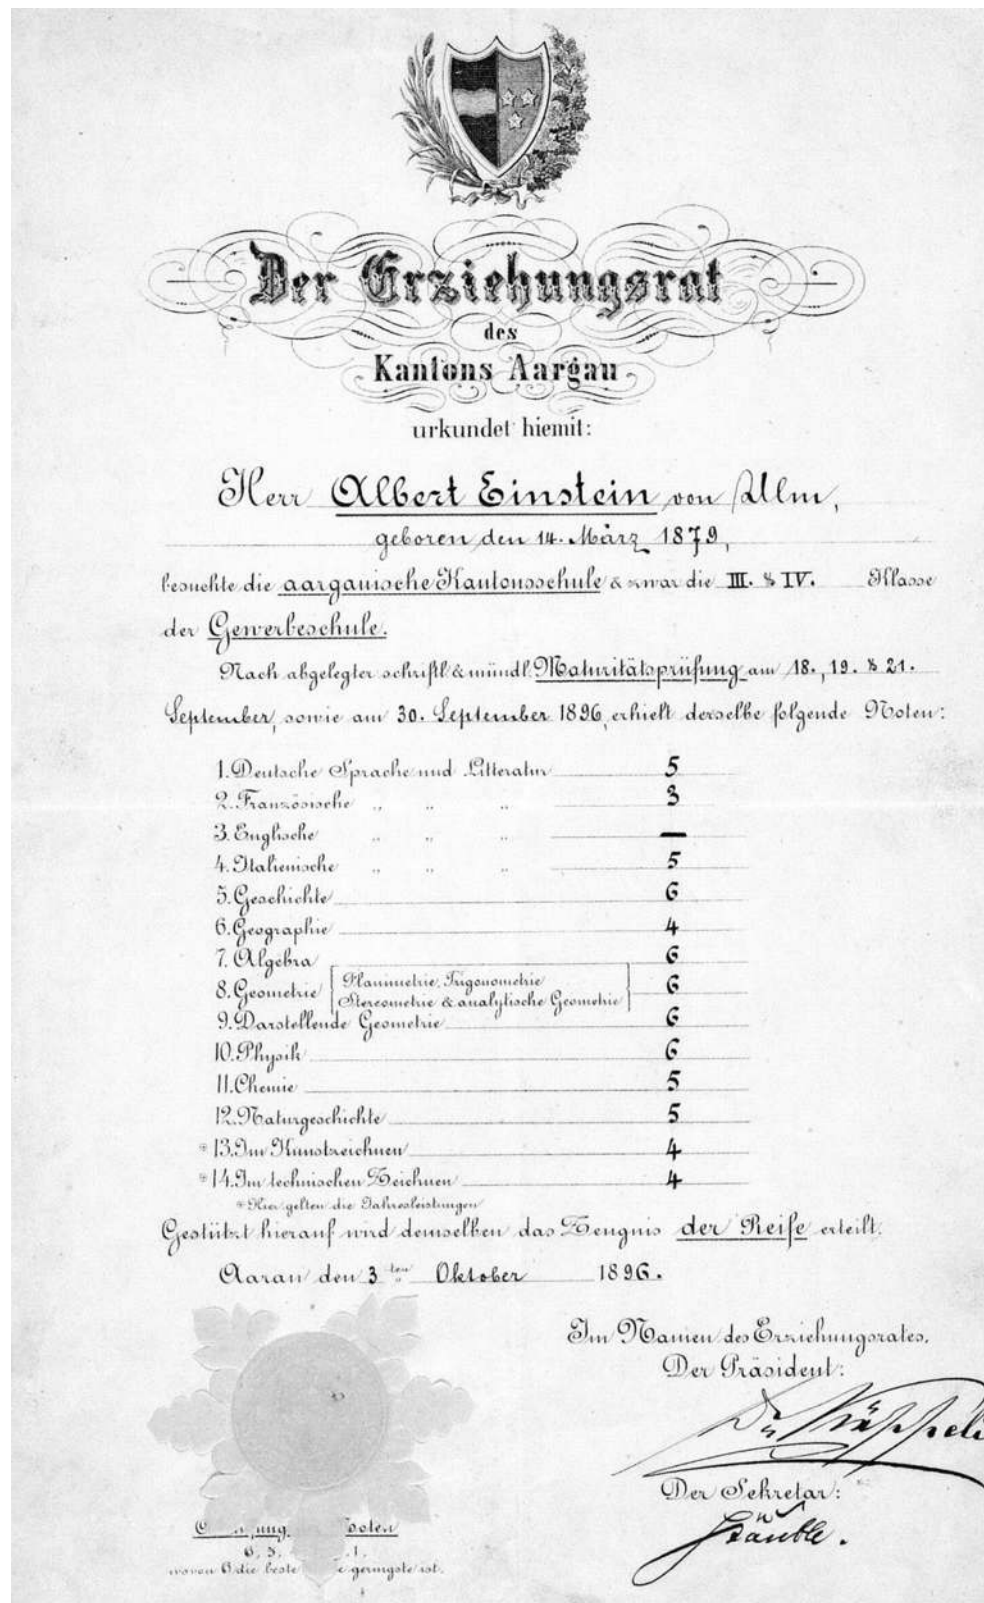 Der Erziehungsrat
des
Kantons Aargau
urkundet hiemit:
Herr Albert Einstein von Ulm,
geboren den 14. März 1879,
besuchte die aargauische Kantonsschule & zwar die III. & IV. Klasse
der Gewerbeschule.
Nach abgelegter schriftl. & mündl. Maturitätsprüfung am 18., 19. & 21.
September, sowie am 30. September 1896, erhielt derselbe folgende Noten:
1. Deutsche Sprache und Litteratur 5
2. Französische „ „ „ 3
3. Englische „ „ „ —
4. Italienische „ „ „ 5
5. Geschichte 6
6. Geographie 4
7. Algebra 6
8. Geometrie Planimetrie, Trigonometrie
Stereometrie & analytische Geometrie 6
9. Darstellende Geometrie 6
10. Physik 6
11. Chemie 5
12. Naturgeschichte 5
* 13. Im Kunstzeichnen 4
* 14. Im technischen Zeichnen 4
* Hier gelten die Jahresleistungen
Gestützt hierauf wird demselben das Zeugnis der Reife erteilt.
Aarau den 3ten Oktober 1896.
Im Namen des Erziehungsrates,
Der Präsident:
Der Sekretär:
Stäuble.
6, 5, 1.
wovon 6 die beste geringste ist.